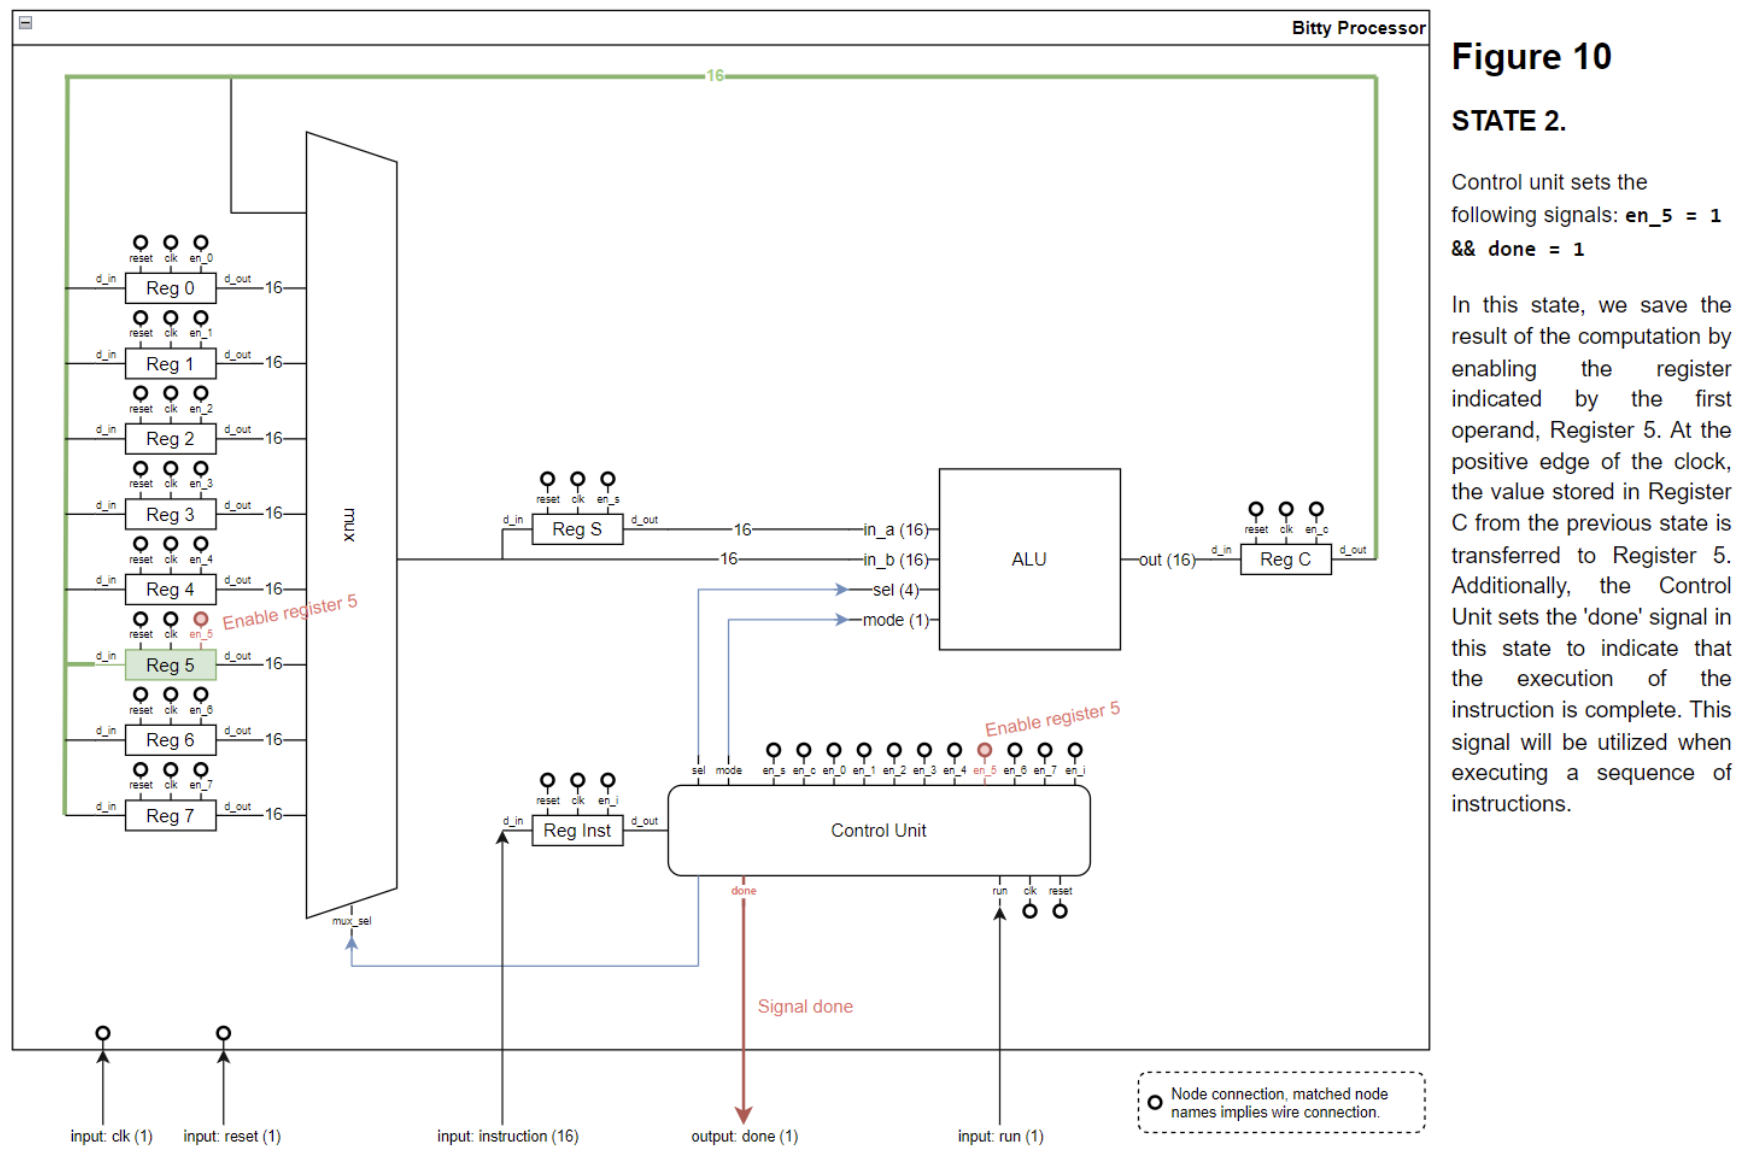 Bitty Processor
Figure 10
STATE 2.
Control unit sets the
following signals: en_5 = 1
&& done = 1
In this state, we save the
result of the computation by
enabling the register
indicated by the first
operand, Register 5. At the
positive edge of the clock,
the value stored in Register
C from the previous state is
transferred to Register 5.
Additionally, the Control
Unit sets the 'done' signal in
this state to indicate that
the execution of the
instruction is complete. This
signal will be utilized when
executing a sequence of
instructions.
16
reset clk en_0
d_in Reg 0 d_out 16
reset clk en_1
d_in Reg 1 d_out 16
reset clk en_2
d_in Reg 2 d_out 16
reset clk en_3
d_in Reg 3 d_out 16
reset clk en_4
d_in Reg 4 d_out 16
reset clk en_5 Enable register 5
d_in Reg 5 d_out 16
reset clk en_6
d_in Reg 6 d_out 16
reset clk en_7
d_in Reg 7 d_out 16
mux
mux_sel
reset clk en_s
d_in Reg S d_out 16 in_a (16)
16 in_b (16)
sel (4)
mode (1)
ALU
out (16)
reset clk en_c
d_in Reg C d_out
Enable register 5
sel mode en_s en_c en_0 en_1 en_2 en_3 en_4 en_5 en_6 en_7 en_i
reset clk en_i
d_in Reg Inst d_out
Control Unit
done run clk reset
Signal done
Node connection, matched node
names implies wire connection.
input: clk (1) input: reset (1) input: instruction (16) output: done (1) input: run (1)